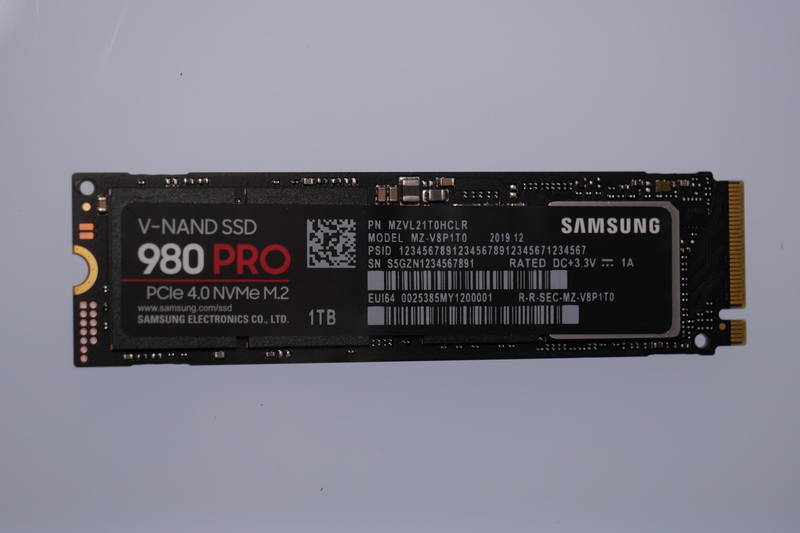 V-NAND SSD
980 PRO
PCIe 4.0 NVMe M.2
www.samsung.com/ssd
SAMSUNG ELECTRONICS CO., LTD.
1TB
PN MZVL21T0HCLR
MODEL MZ-V8P1T0 2019.12
PSID 12345678912345678912345671234567
SN S5GZN1234567891 RATED DC+3.3V ⎓ 1A
EUI64 0025385MY1200001 R-R-SEC-MZ-V8P1T0
SAMSUNG